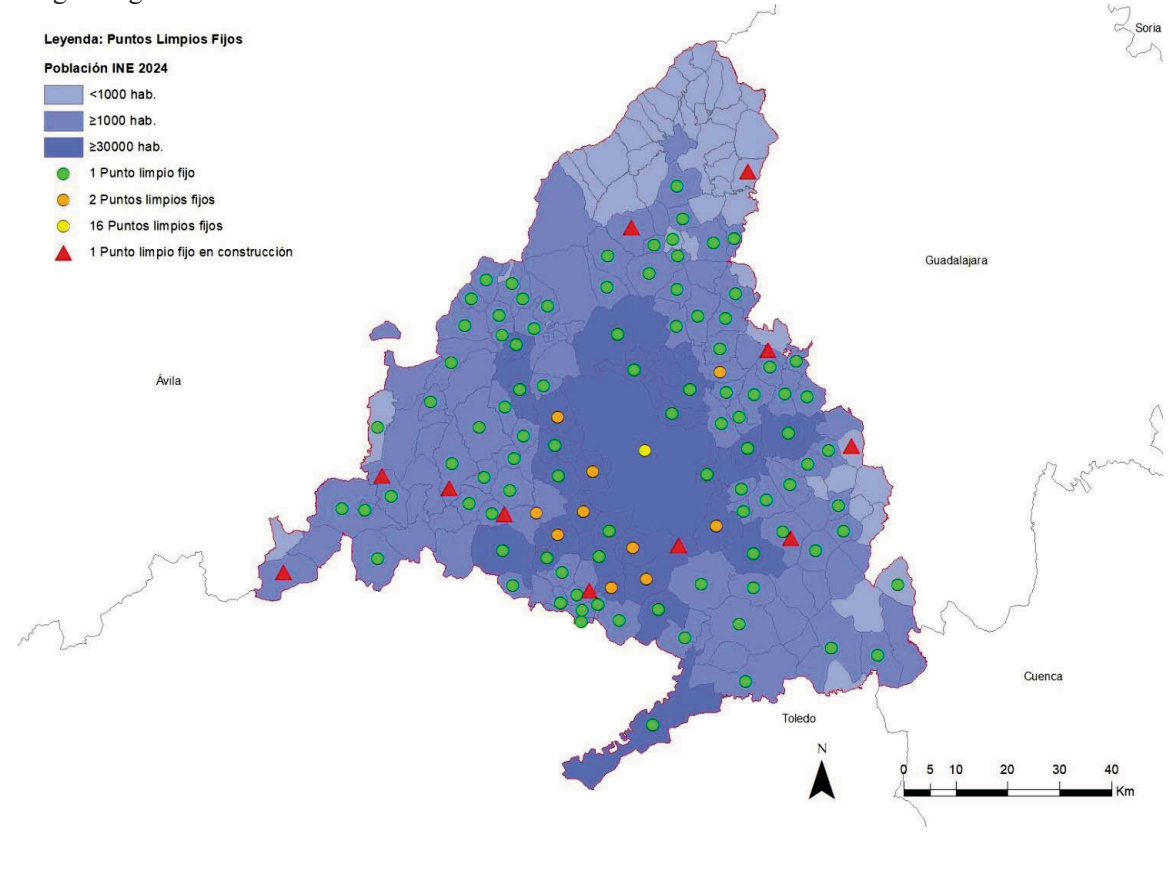 Leyenda: Puntos Limpios Fijos
Población INE 2024
<1000 hab.
≥1000 hab.
≥30000 hab.
1 Punto limpio fijo
2 Puntos limpios fijos
16 Puntos limpios fijos
1 Punto limpio fijo en construcción
Soria
Guadalajara
Ávila
Cuenca
Toledo
N
0 5 10 20 30 40
Km